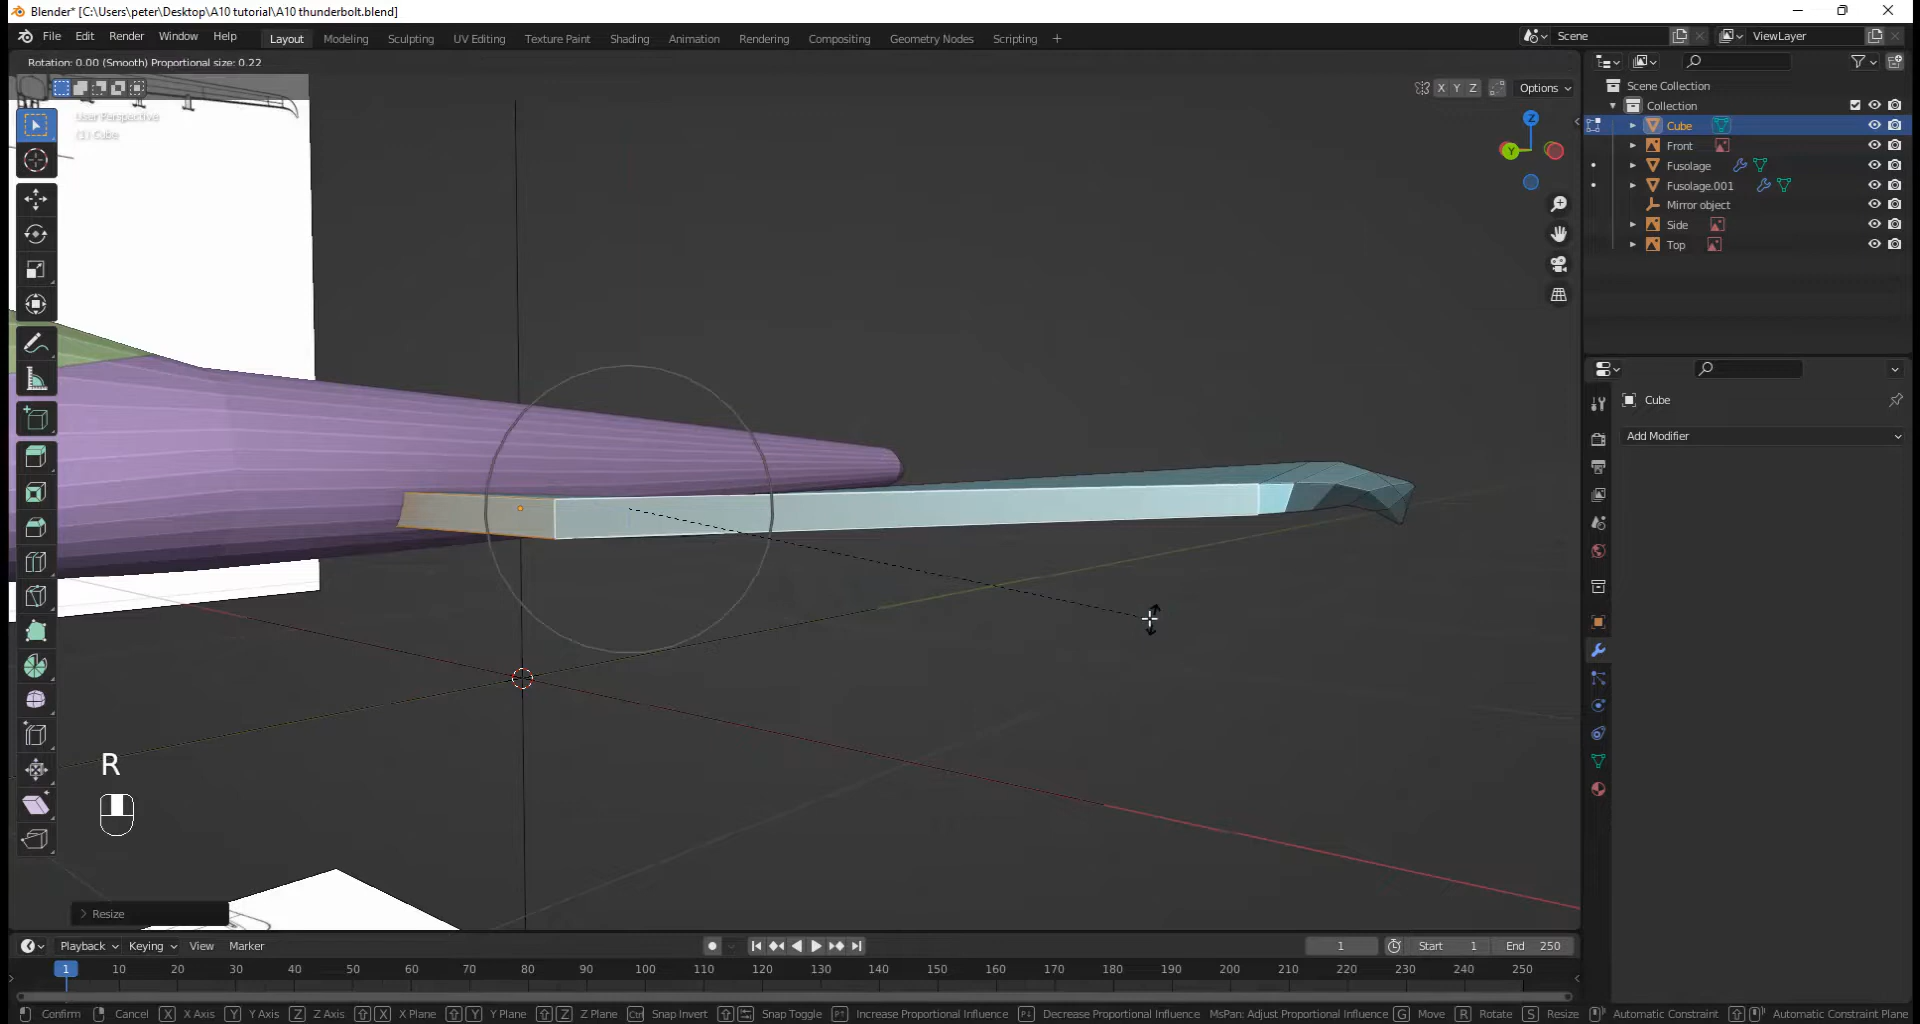 Blender* [C:\Users\peter\Desktop\A10 tutorial\A10 thunderbolt.blend]
File Edit Render Window Help Layout Modeling Sculpting UV Editing Texture Paint Shading Animation Rendering Compositing Geometry Nodes Scripting + Scene ViewLayer
Rotation: 0.00 (Smooth) Proportional size: 0.22
X Y Z Options
User Perspective
(1) Cube
Scene Collection
Collection
Cube
Front
Fusolage
Fusolage.001
Mirror object
Side
Top
Z
Y
Cube
Add Modifier
R
Resize
Playback Keying View Marker 1 Start 1 End 250
1 10 20 30 40 50 60 70 80 90 100 110 120 130 140 150 160 170 180 190 200 210 220 230 240 250
Confirm Cancel X X Axis Y Y Axis Z Z Axis X X Plane Y Y Plane Z Z Plane Ctrl Snap Invert Snap Toggle Increase Proportional Influence Decrease Proportional Influence MsPan: Adjust Proportional Influence G Move R Rotate S Resize Automatic Constraint Automatic Constraint Plane